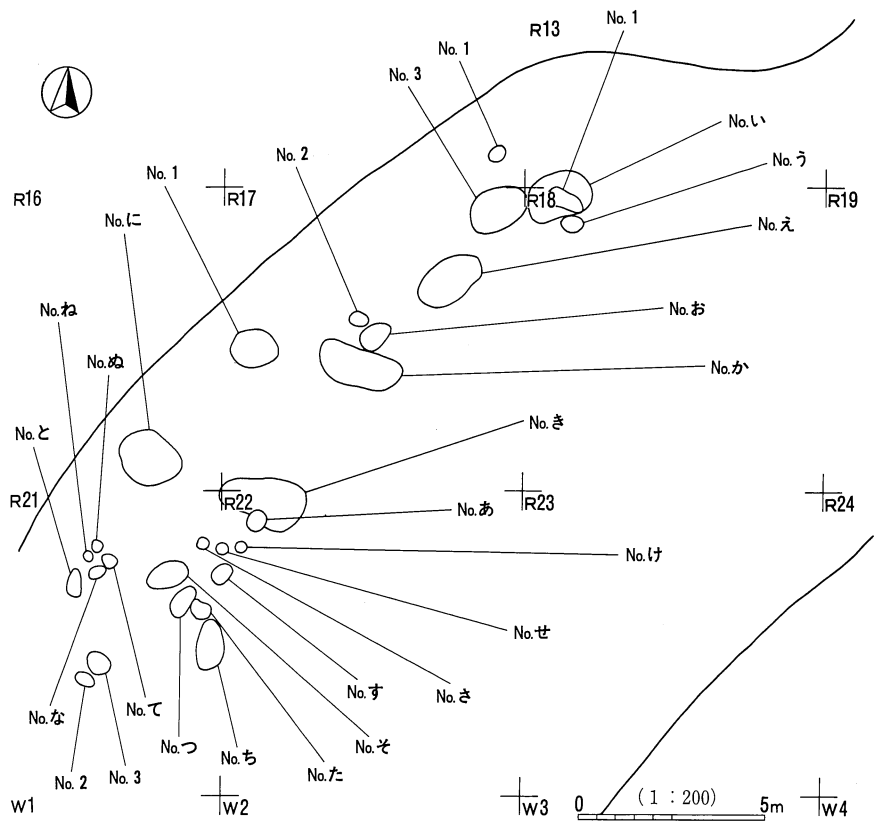 R13
No. 1
No. 1
No. 3
No.い
No. 2
No.う
No. 1
R16
R17
R18
R19
No.に
No.え
No.ね
No.お
No.ぬ
No.か
No.と
No.き
R21
R22
R23
R24
No.あ
No.け
No.せ
No.す
No.さ
No.な
No.て
No.つ
No.ち
No.そ
No.た
No. 2
No. 3
W1
W2
W3
0
(1:200)
5m
W4